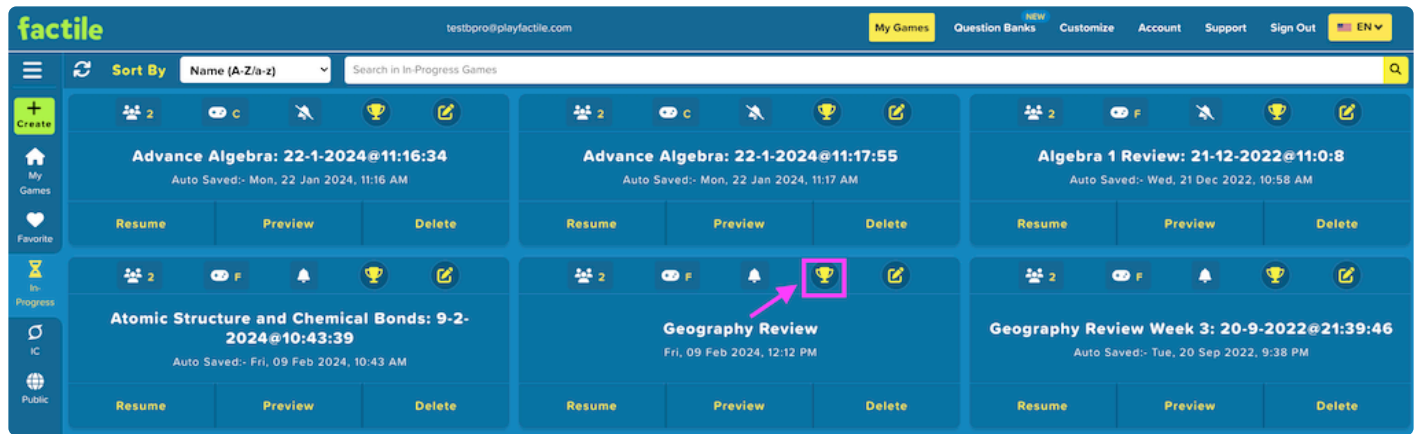 factile
testbpro@playfactile.com
My Games
NEW
Question Banks
Customize
Account
Support
Sign Out
EN
Sort By
Name (A-Z/a-z)
Search in In-Progress Games
+
Create
My
Games
Favorite
In-
Progress
IC
Public
2 C
Advance Algebra: 22-1-2024@11:16:34
Auto Saved:- Mon, 22 Jan 2024, 11:16 AM
Resume Preview Delete
2 C
Advance Algebra: 22-1-2024@11:17:55
Auto Saved:- Mon, 22 Jan 2024, 11:17 AM
Resume Preview Delete
2 F
Algebra 1 Review: 21-12-2022@11:0:8
Auto Saved:- Wed, 21 Dec 2022, 10:58 AM
Resume Preview Delete
2 F
Atomic Structure and Chemical Bonds: 9-2-
2024@10:43:39
Auto Saved:- Fri, 09 Feb 2024, 10:43 AM
Resume Preview Delete
2 F
Geography Review
Fri, 09 Feb 2024, 12:12 PM
Resume Preview Delete
2 F
Geography Review Week 3: 20-9-2022@21:39:46
Auto Saved:- Tue, 20 Sep 2022, 9:38 PM
Resume Preview Delete